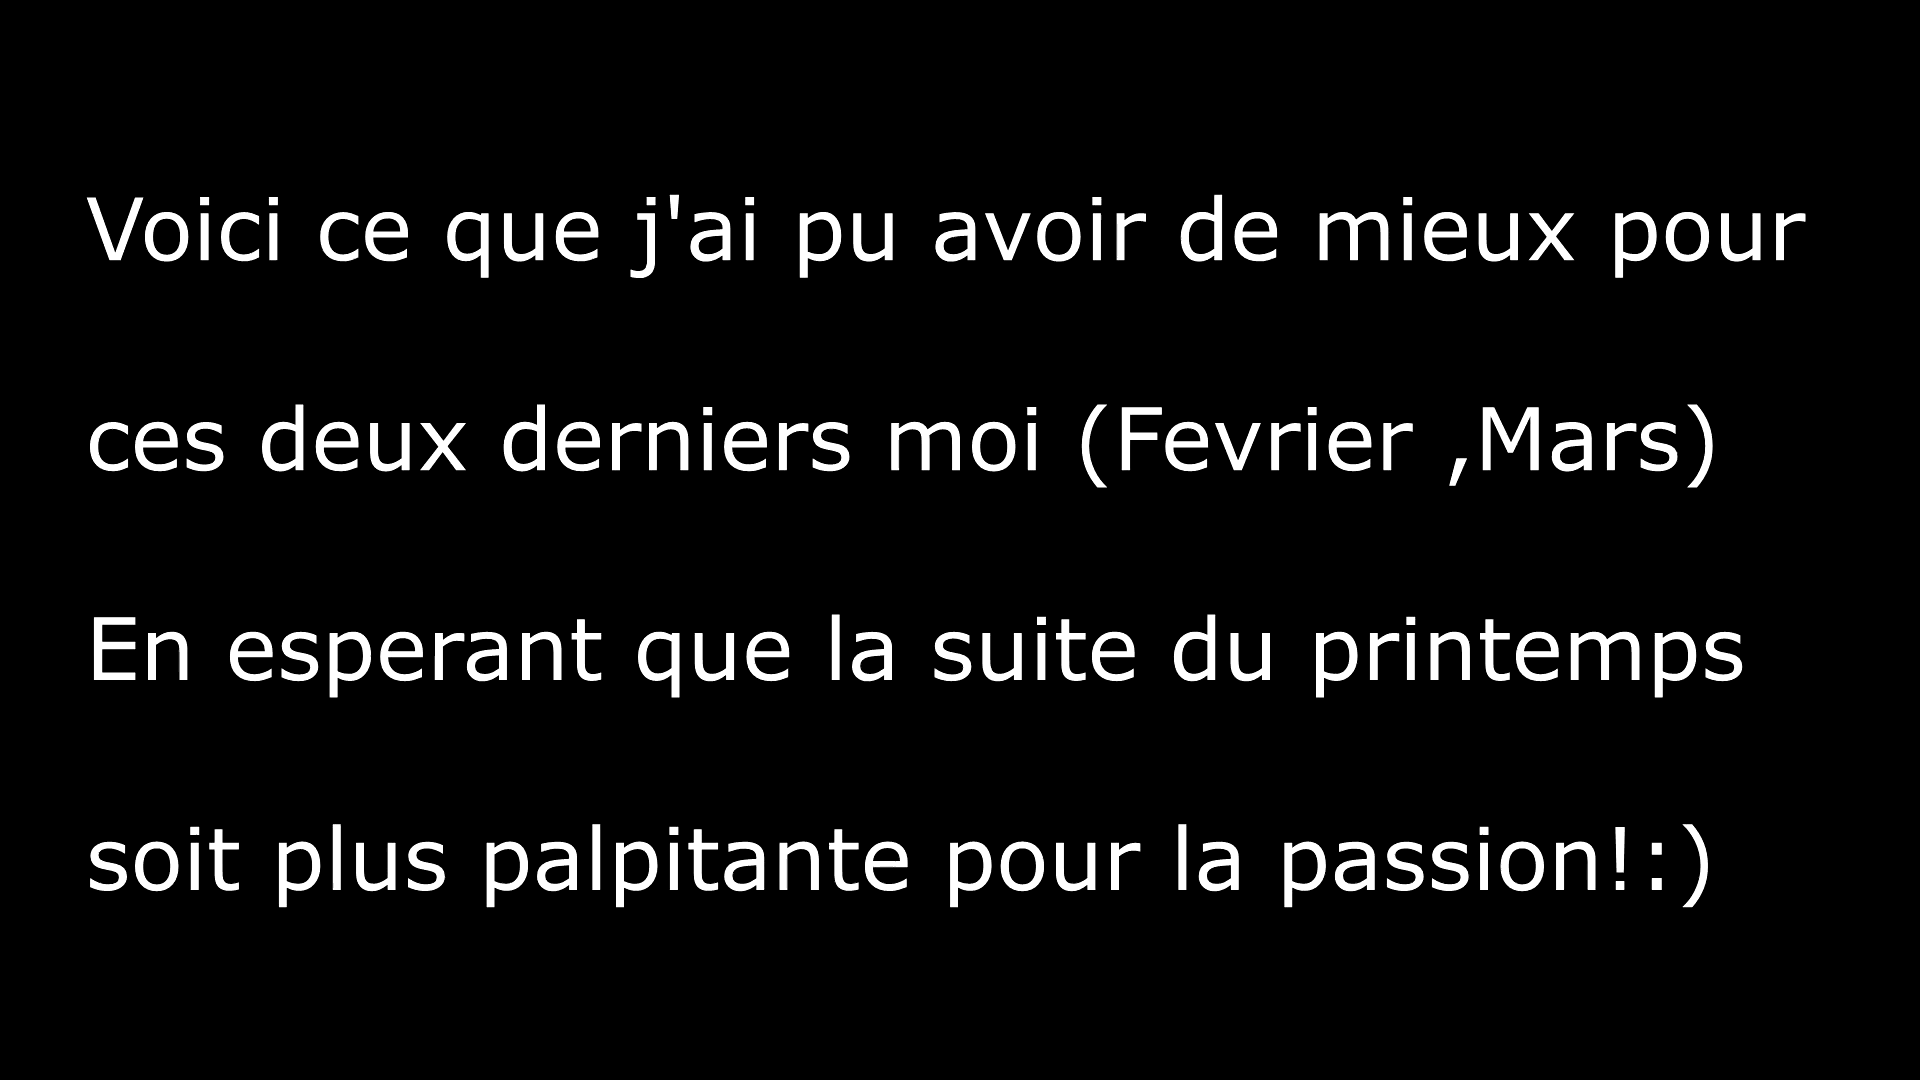 Voici ce que j'ai pu avoir de mieux pour
ces deux derniers moi (Fevrier ,Mars)
En esperant que la suite du printemps
soit plus palpitante pour la passion!:)